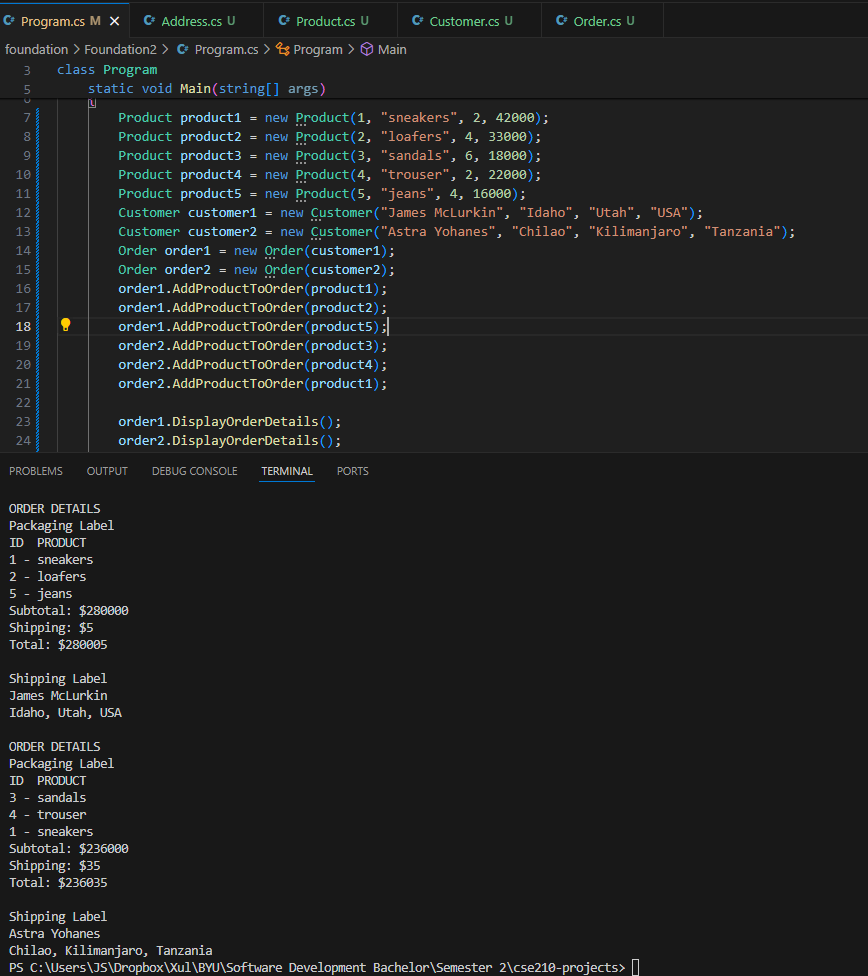 Program.cs M
Address.cs U
Product.cs U
Customer.cs U
Order.cs U
foundation > Foundation2 > Program.cs > Program > Main
3 class Program
5 static void Main(string[] args)
6 {
7 Product product1 = new Product(1, "sneakers", 2, 42000);
8 Product product2 = new Product(2, "loafers", 4, 33000);
9 Product product3 = new Product(3, "sandals", 6, 18000);
10 Product product4 = new Product(4, "trouser", 2, 22000);
11 Product product5 = new Product(5, "jeans", 4, 16000);
12 Customer customer1 = new Customer("James McLurkin", "Idaho", "Utah", "USA");
13 Customer customer2 = new Customer("Astra Yohanes", "Chilao", "Kilimanjaro", "Tanzania");
14 Order order1 = new Order(customer1);
15 Order order2 = new Order(customer2);
16 order1.AddProductToOrder(product1);
17 order1.AddProductToOrder(product2);
18 order1.AddProductToOrder(product5);
19 order2.AddProductToOrder(product3);
20 order2.AddProductToOrder(product4);
21 order2.AddProductToOrder(product1);
22
23 order1.DisplayOrderDetails();
24 order2.DisplayOrderDetails();
PROBLEMS OUTPUT DEBUG CONSOLE TERMINAL PORTS
ORDER DETAILS
Packaging Label
ID  PRODUCT
1 - sneakers
2 - loafers
5 - jeans
Subtotal: $280000
Shipping: $5
Total: $280005
Shipping Label
James McLurkin
Idaho, Utah, USA
ORDER DETAILS
Packaging Label
ID  PRODUCT
3 - sandals
4 - trouser
1 - sneakers
Subtotal: $236000
Shipping: $35
Total: $236035
Shipping Label
Astra Yohanes
Chilao, Kilimanjaro, Tanzania
PS C:\Users\JS\Dropbox\Xul\BYU\Software Development Bachelor\Semester 2\cse210-projects>